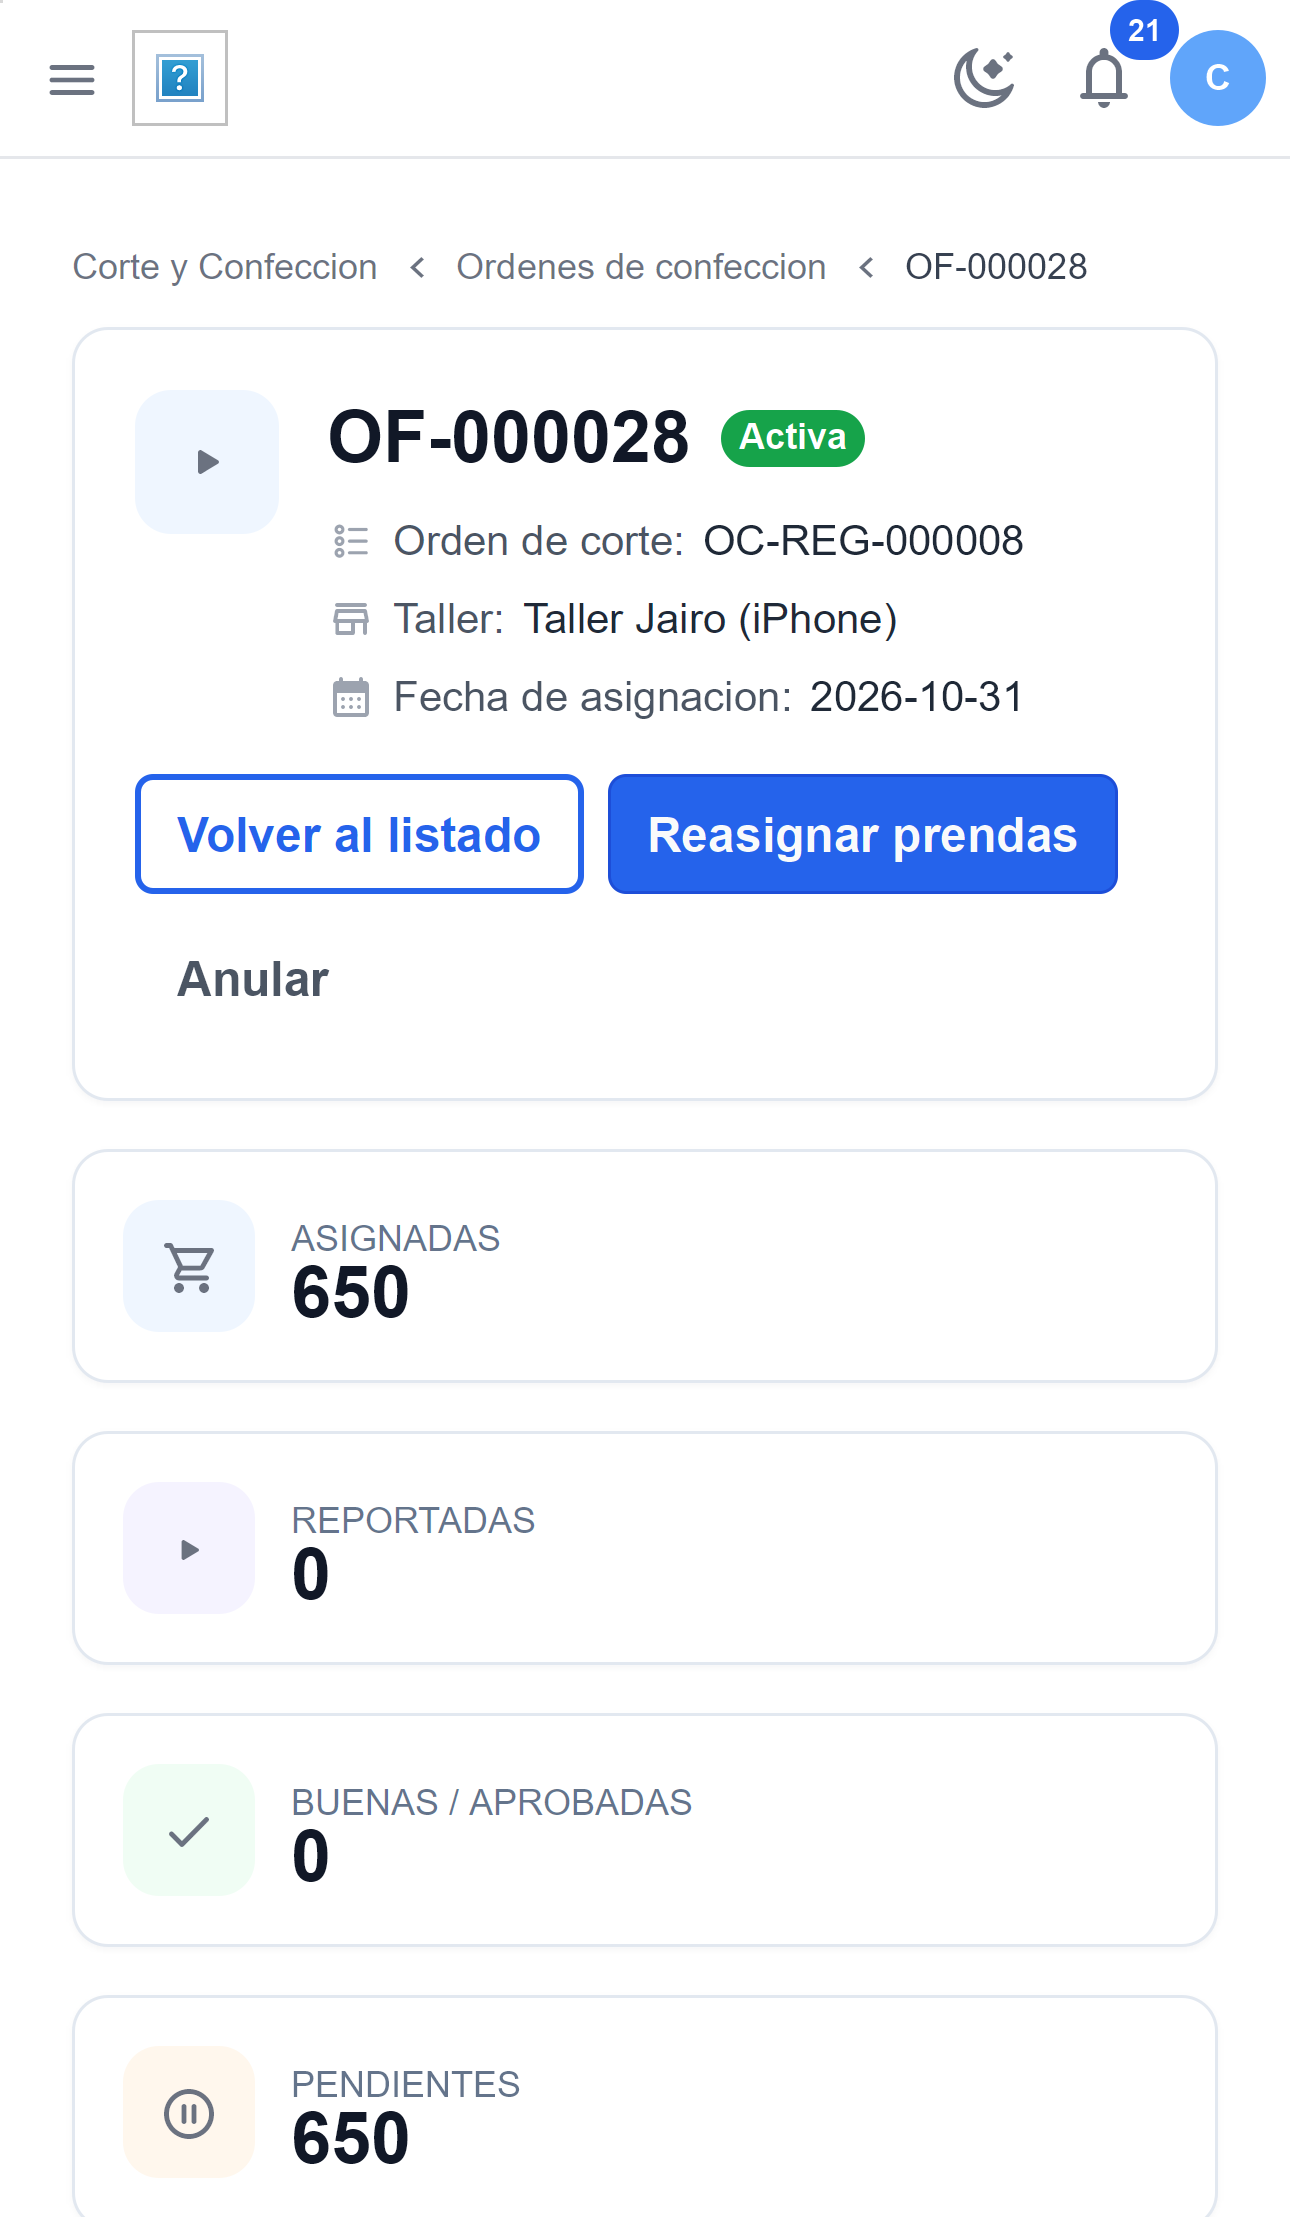 21
C
Corte y Confeccion < Ordenes de confeccion < OF-000028
OF-000028 Activa
Orden de corte: OC-REG-000008
Taller: Taller Jairo (iPhone)
Fecha de asignacion: 2026-10-31
Volver al listado Reasignar prendas
Anular
ASIGNADAS
650
REPORTADAS
0
BUENAS / APROBADAS
0
PENDIENTES
650